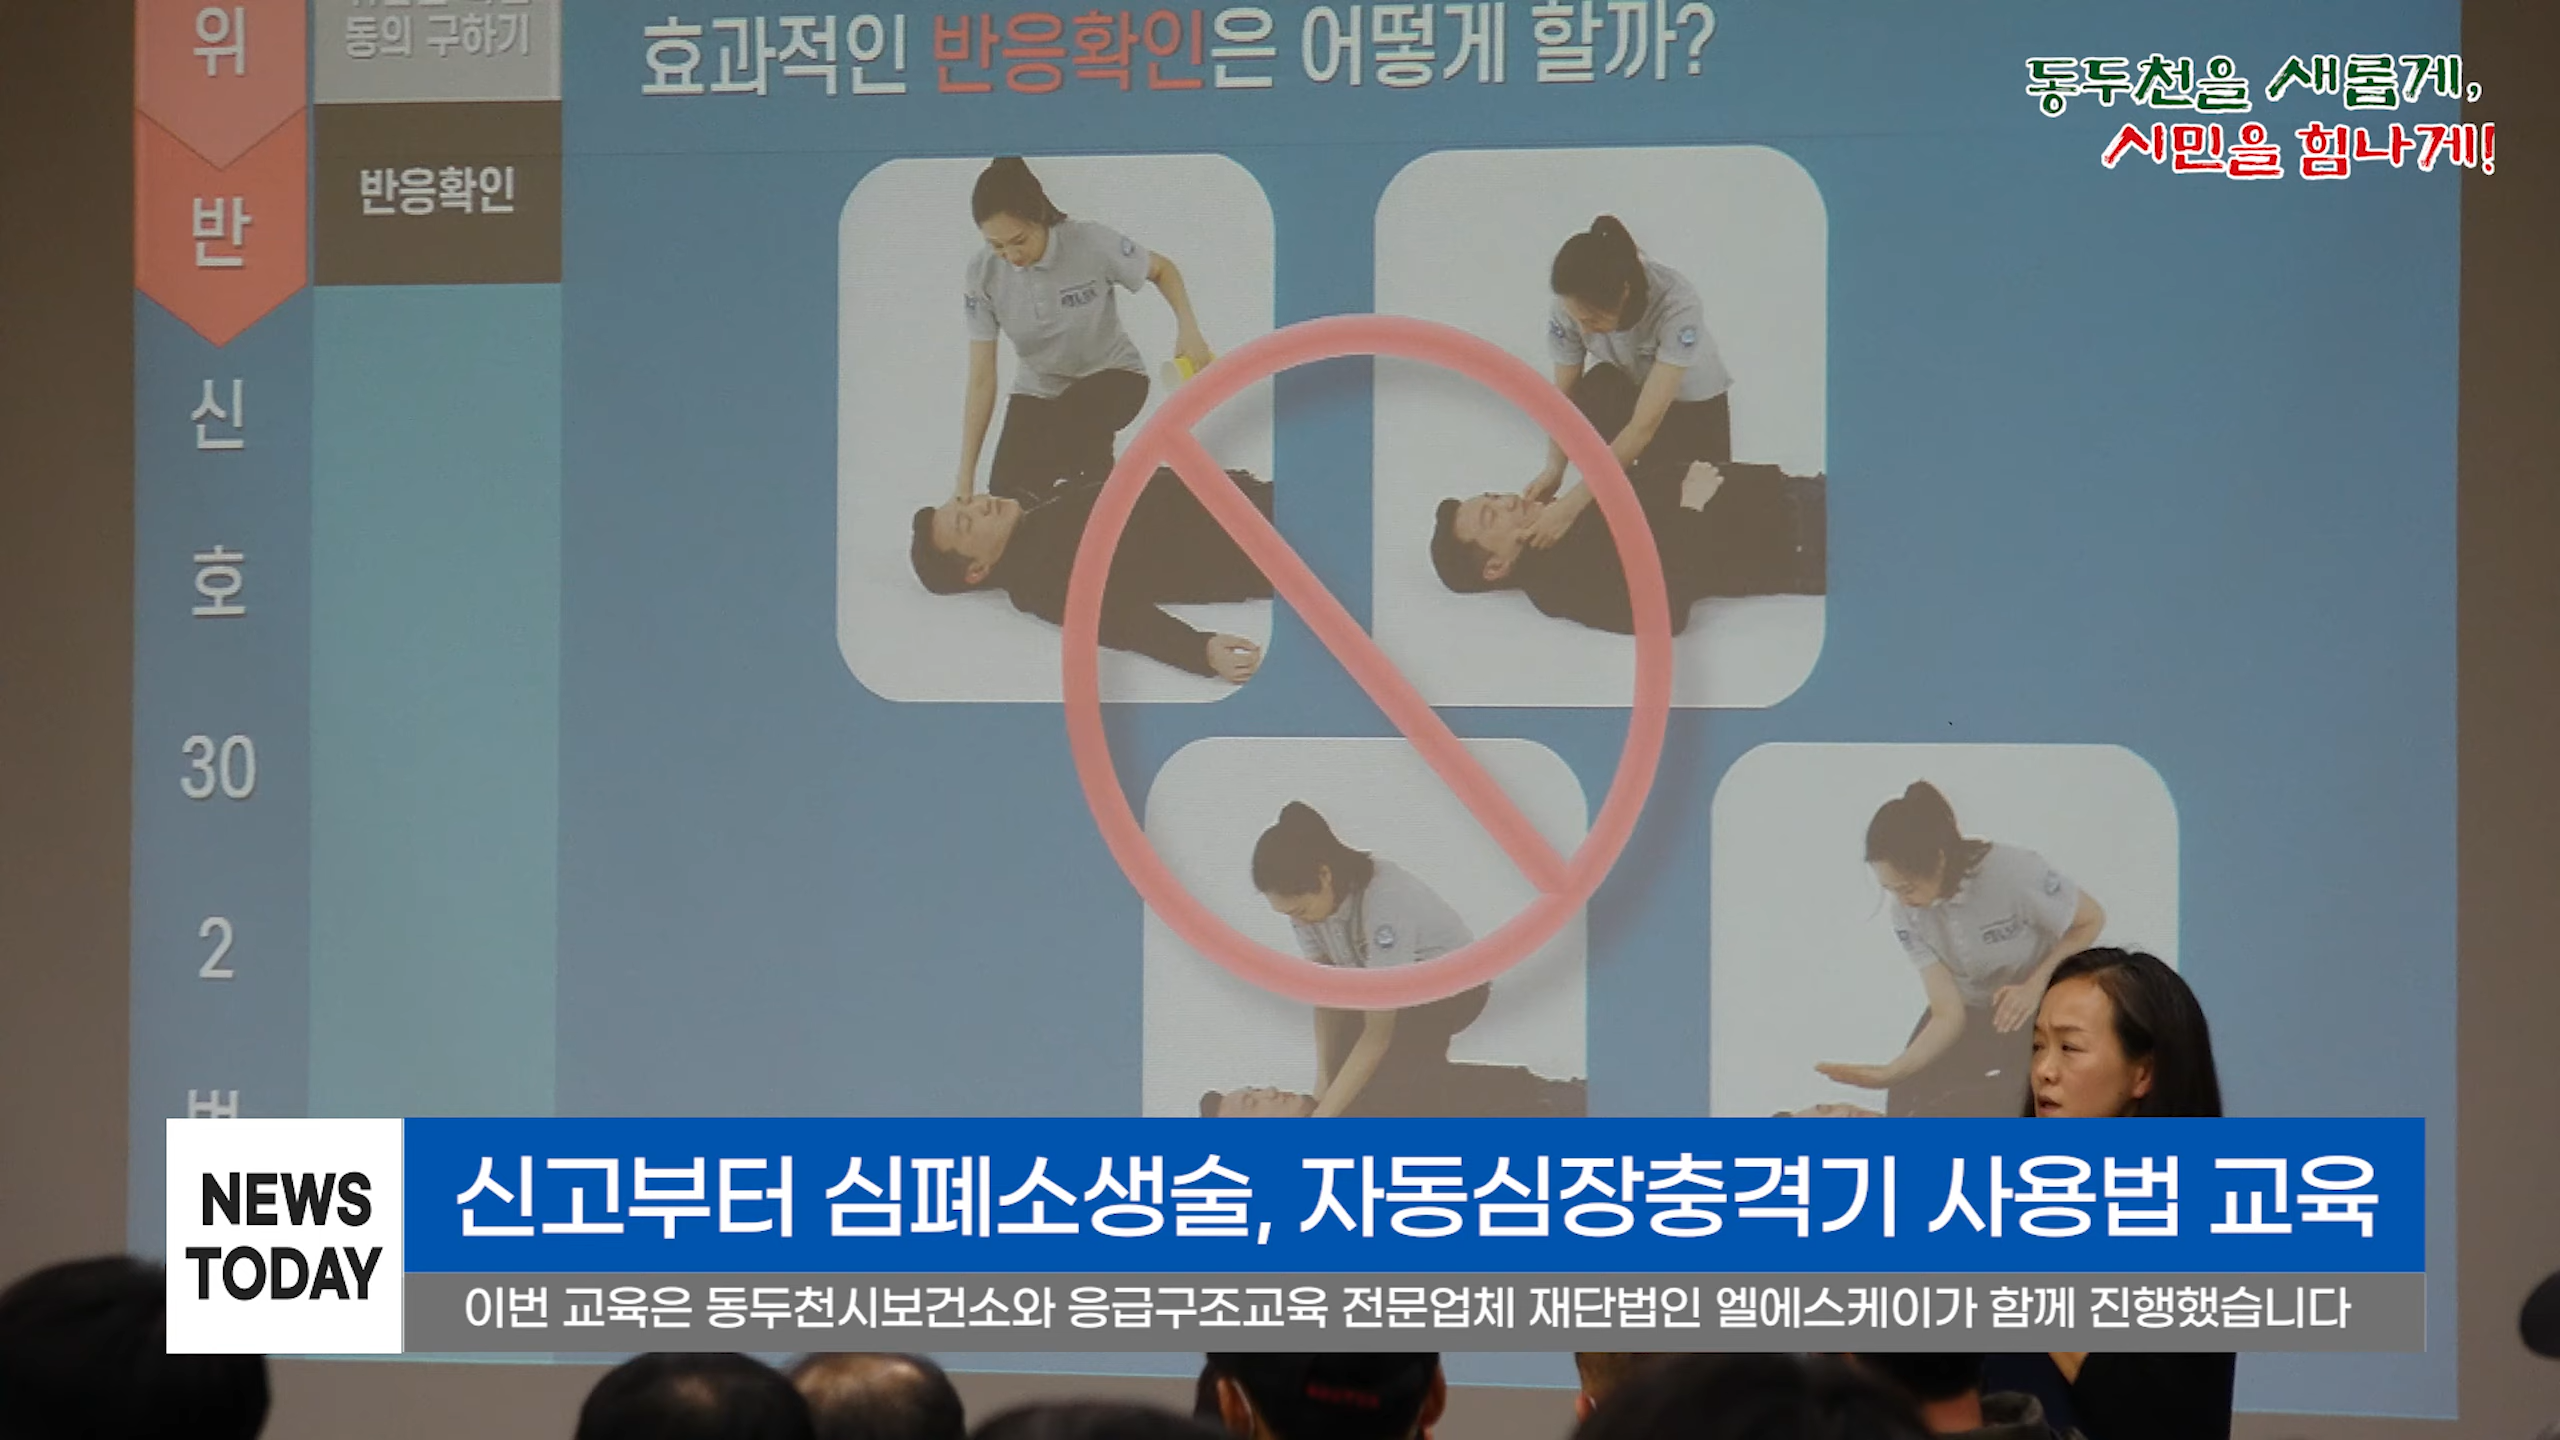 위
동의 구하기
효과적인 반응확인은 어떻게 할까?
동두천을 새롭게,
시민을 힘나게!
반
반응확인
신
호
30
2
NEWS
TODAY
신고부터 심폐소생술, 자동심장충격기 사용법 교육
이번 교육은 동두천시보건소와 응급구조교육 전문업체 재단법인 엘에스케이가 함께 진행했습니다